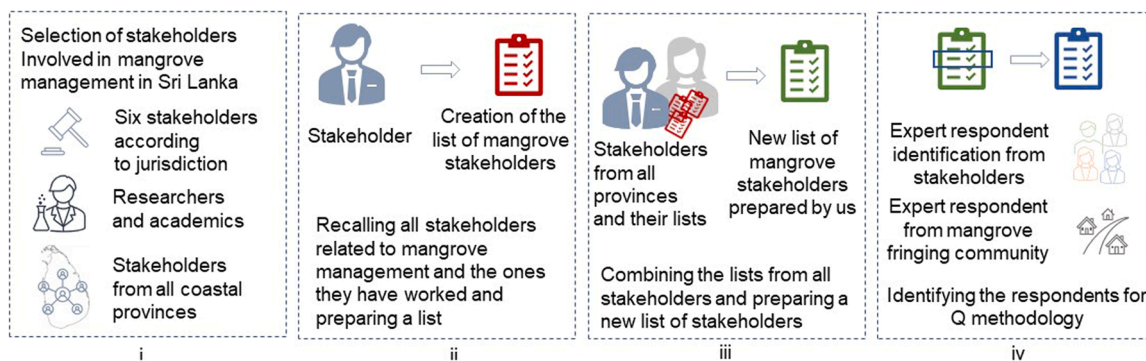 Selection of stakeholders
Involved in mangrove
management in Sri Lanka
Six stakeholders
according
to jurisdiction
Researchers
and academics
Stakeholders
from all coastal
provinces
i
Stakeholder
Creation of the
list of mangrove
stakeholders
Recalling all stakeholders
related to mangrove
management and the ones
they have worked and
preparing a list
ii
Stakeholders
from all
provinces
and their lists
New list of
mangrove
stakeholders
prepared by us
Combining the lists from all
stakeholders and preparing a
new list of stakeholders
iii
Expert respondent
identification from
stakeholders
Expert respondent
from mangrove
fringing community
Identifying the respondents for
Q methodology
iv